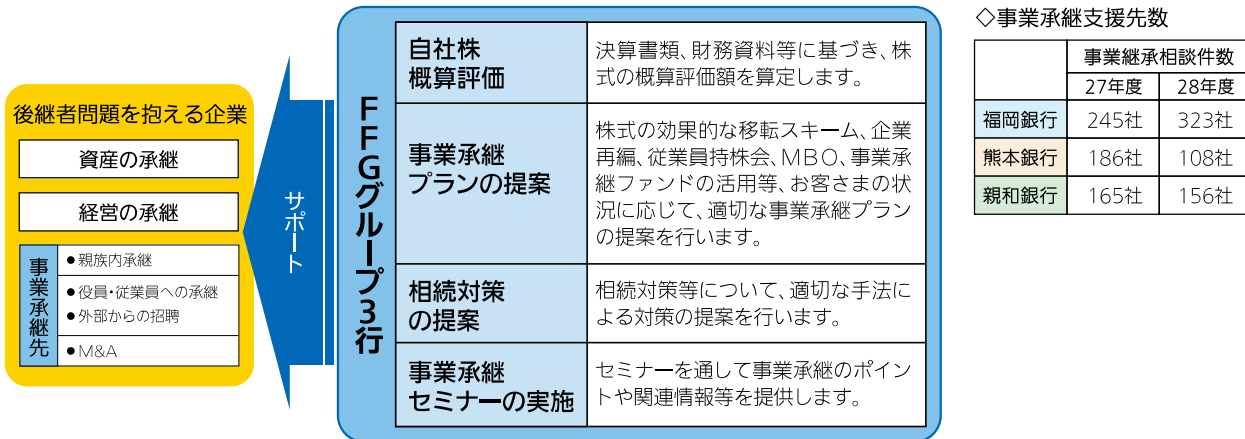 後継者問題を抱える企業
資産の承継
経営の承継
事業承継先
●親族内承継
●役員・従業員への承継
●外部からの招聘
●M&A
サポート
FFGグループ3行
自社株
概算評価
決算書類、財務資料等に基づき、株
式の概算評価額を算定します。
事業承継
プランの提案
株式の効果的な移転スキーム、企業
再編、従業員持株会、MBO、事業承
継ファンドの活用等、お客さまの状
況に応じて、適切な事業承継プラン
の提案を行います。
相続対策
の提案
相続対策等について、適切な手法に
よる対策の提案を行います。
事業承継
セミナーの実施
セミナーを通して事業承継のポイン
トや関連情報等を提供します。
◇事業承継支援先数
事業継承相談件数
27年度 28年度
福岡銀行 245社 323社
熊本銀行 186社 108社
親和銀行 165社 156社